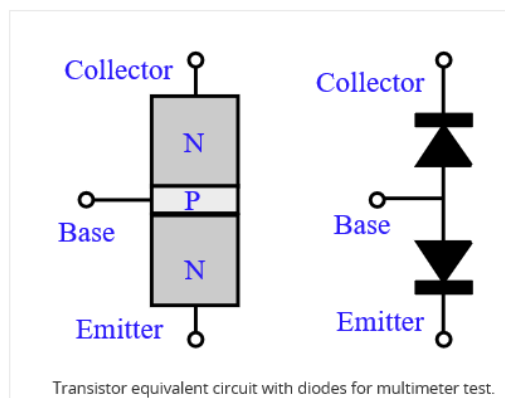 Collector
N
P
Base
N
Emitter
Collector
Base
Emitter
Transistor equivalent circuit with diodes for multimeter test.